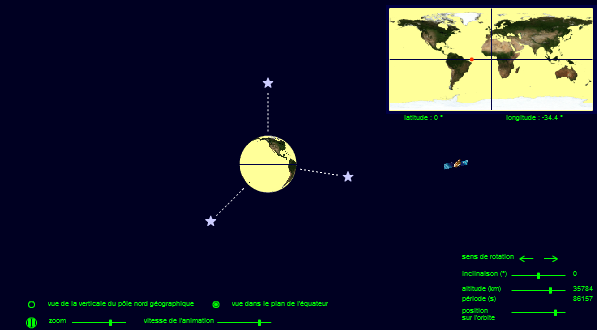 latitude : 0 °
longitude : -34.4 °
sens de rotation
inclinaison (°) 0
altitude (km) 35784
période (s) 86157
position
sur l'orbite
vue de la verticale du pôle nord géographique
vue dans le plan de l'équateur
zoom
vitesse de l'animation